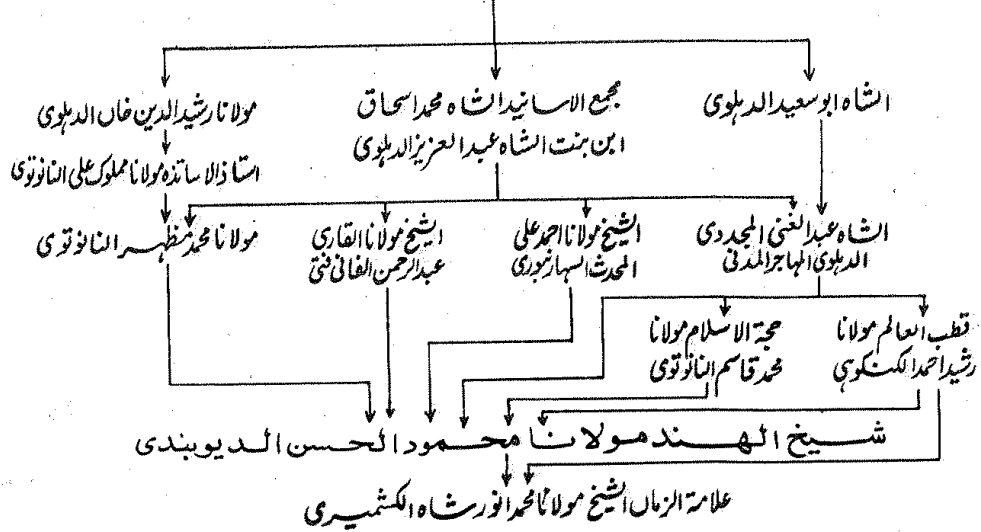 الشاہ ابو سعید الدہلوی
مجمع الاسانید الشاہ محمد اسحاق
ابن بنت الشاہ عبد العزیز الدہلوی
مولانا رشید الدین خاں الدہلوی
استاذ الاساتذہ مولانا مملوک علی النانوتوی
الشاہ عبد الغنی المجددی
الدہلوی المہاجر المدنی
الشیخ مولانا احمد علی
المحدث السہارنپوری
الشیخ مولانا القاری
عبد الرحمن الفانی فتی
مولانا محمد مظہر النانوتوی
قطب العالم مولانا
رشید احمد الکنکوہی
حجة الاسلام مولانا
محمد قاسم النانوتوی
شیخ الہند مولانا محمود الحسن الدیوبندی
علامة الزماں الشیخ مولانا محمد انور شاہ الکشمیری